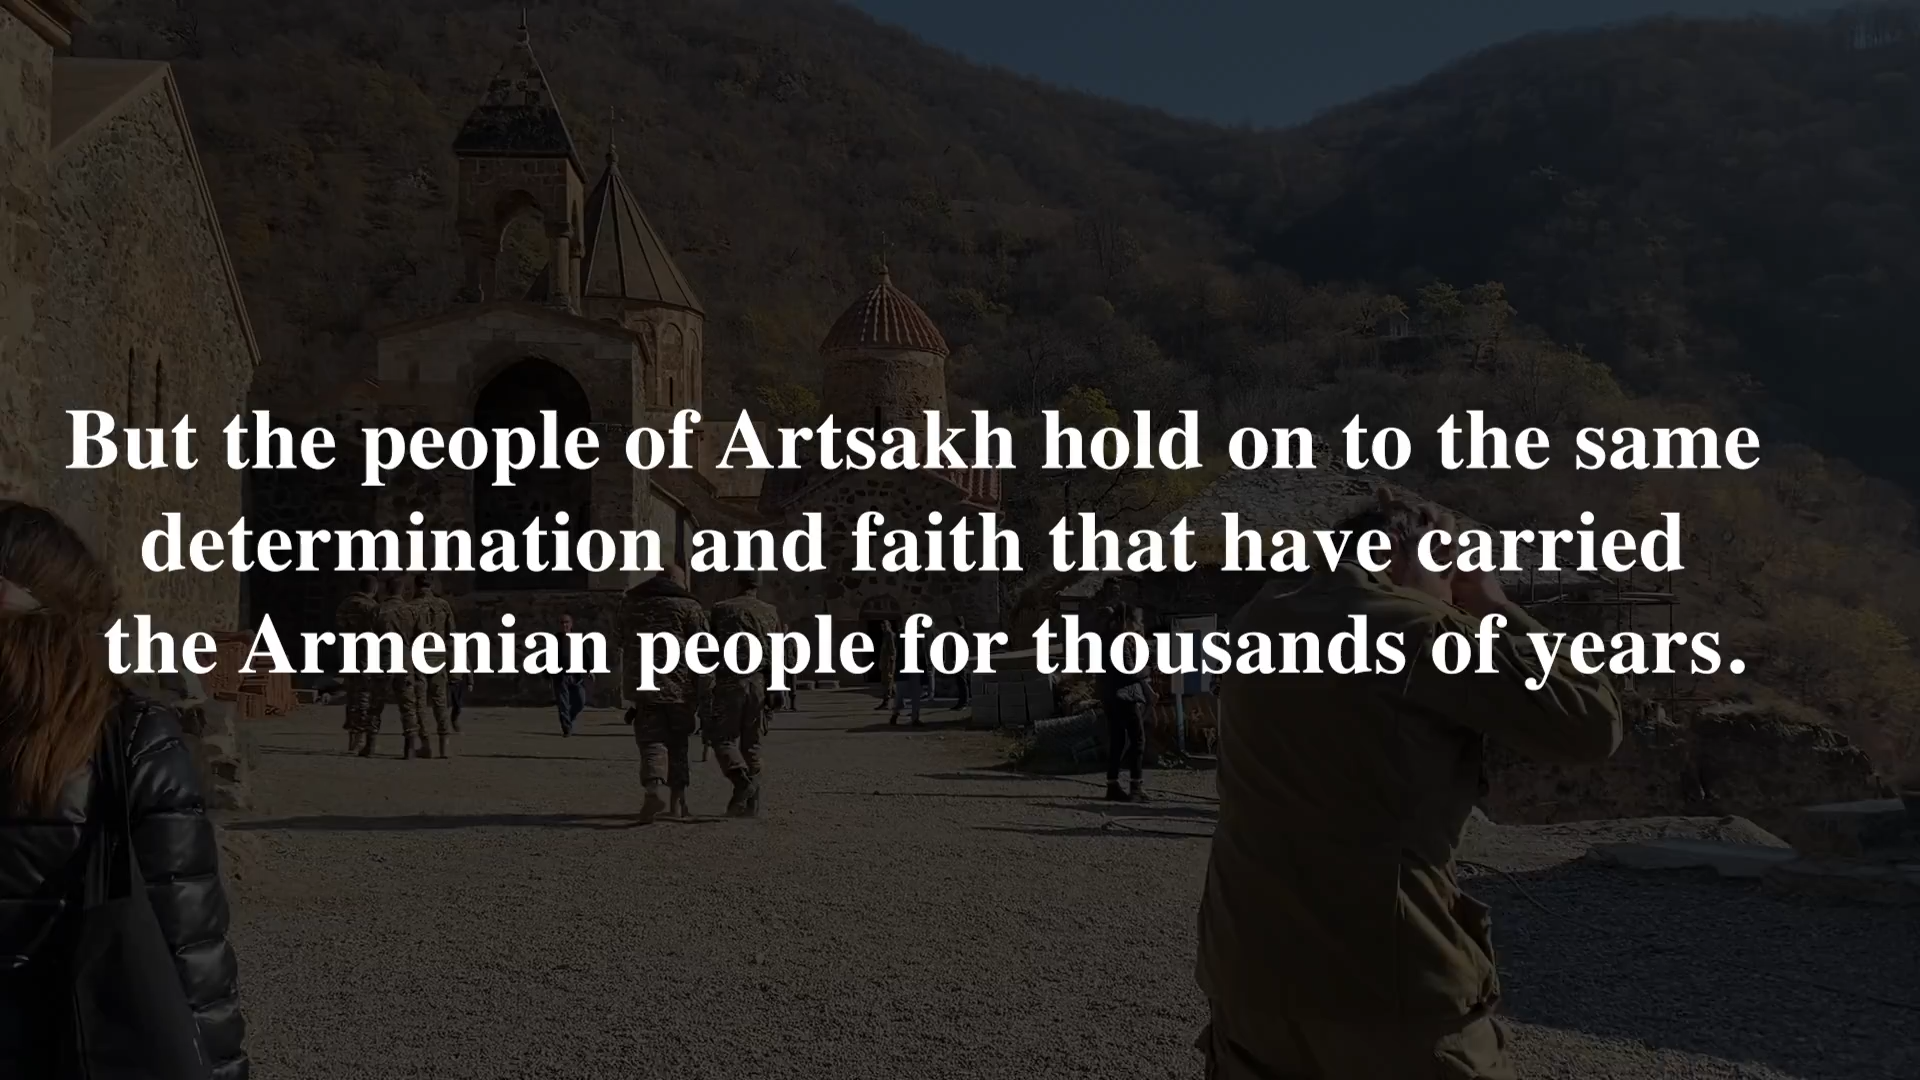 But the people of Artsakh hold on to the same
determination and faith that have carried
the Armenian people for thousands of years.